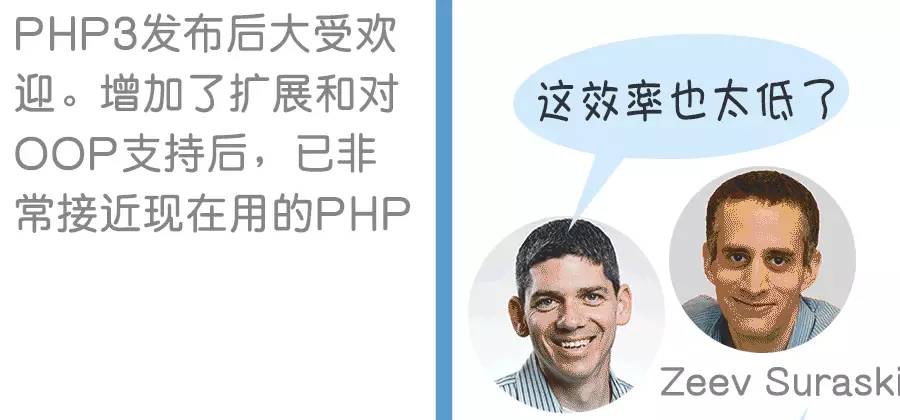 PHP3发布后大受欢
迎。增加了扩展和对
OOP支持后，已非
常接近现在用的PHP
这效率也太低了
Zeev Suraski